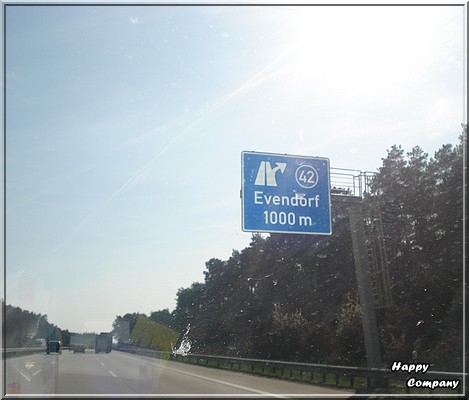 42
Evendorf
1000 m
Happy
Company